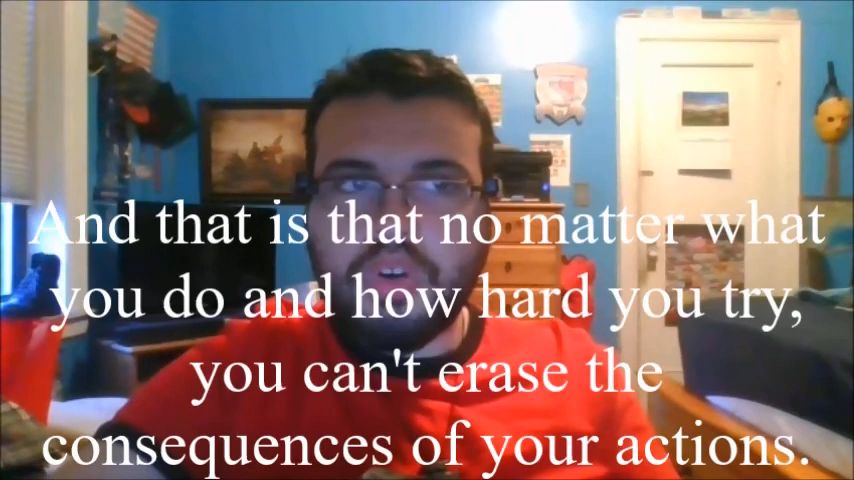 And that is that no matter what
you do and how hard you try,
you can't erase the
consequences of your actions.